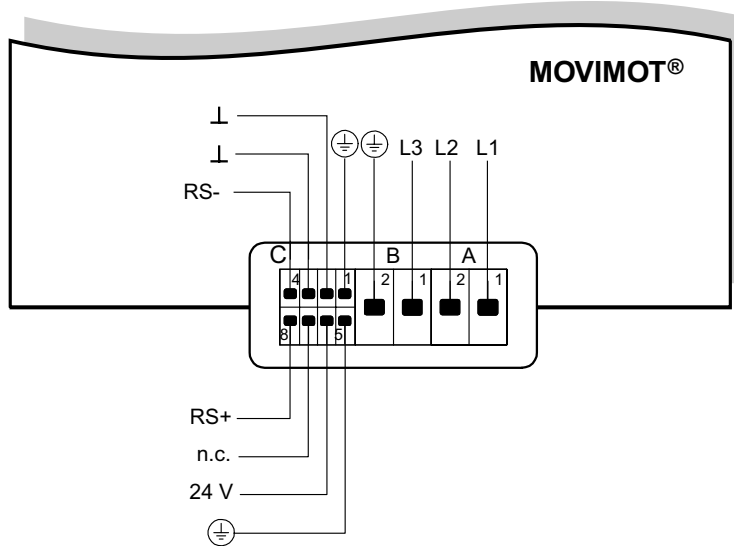 MOVIMOT®
⊥
⊥
L3 L2 L1
RS-
C B A
4 1 2 1 2 1
8 5
RS+
n.c.
24 V